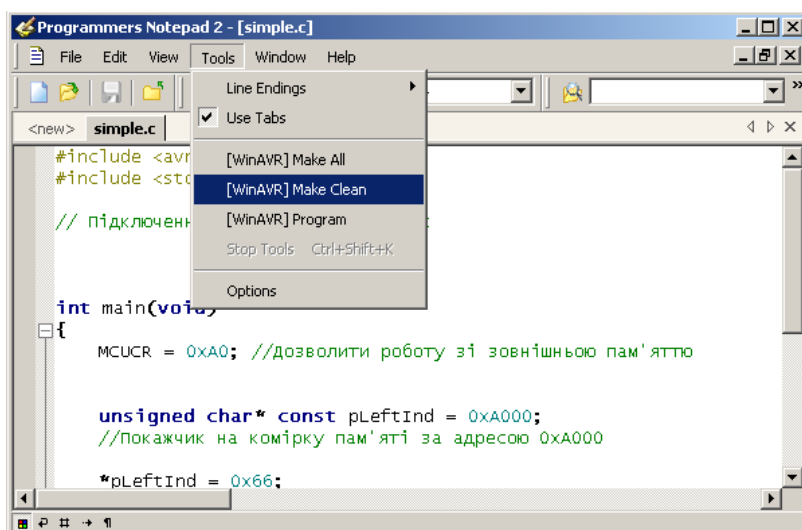 Programmers Notepad 2 - [simple.c]
File Edit View Tools Window Help
<new> simple.c
Line Endings
Use Tabs
[WinAVR] Make All
[WinAVR] Make Clean
[WinAVR] Program
Stop Tools Ctrl+Shift+K
Options
#include <avr
#include <std
// Підключенн
int main(void)
{
MCUCR = 0xA0; //Дозволити роботу зі зовнішньою пам'яттю
unsigned char* const pLeftInd = 0xA000;
//Покажчик на комірку пам'яті за адресою 0xA000
*pLeftInd = 0x66;